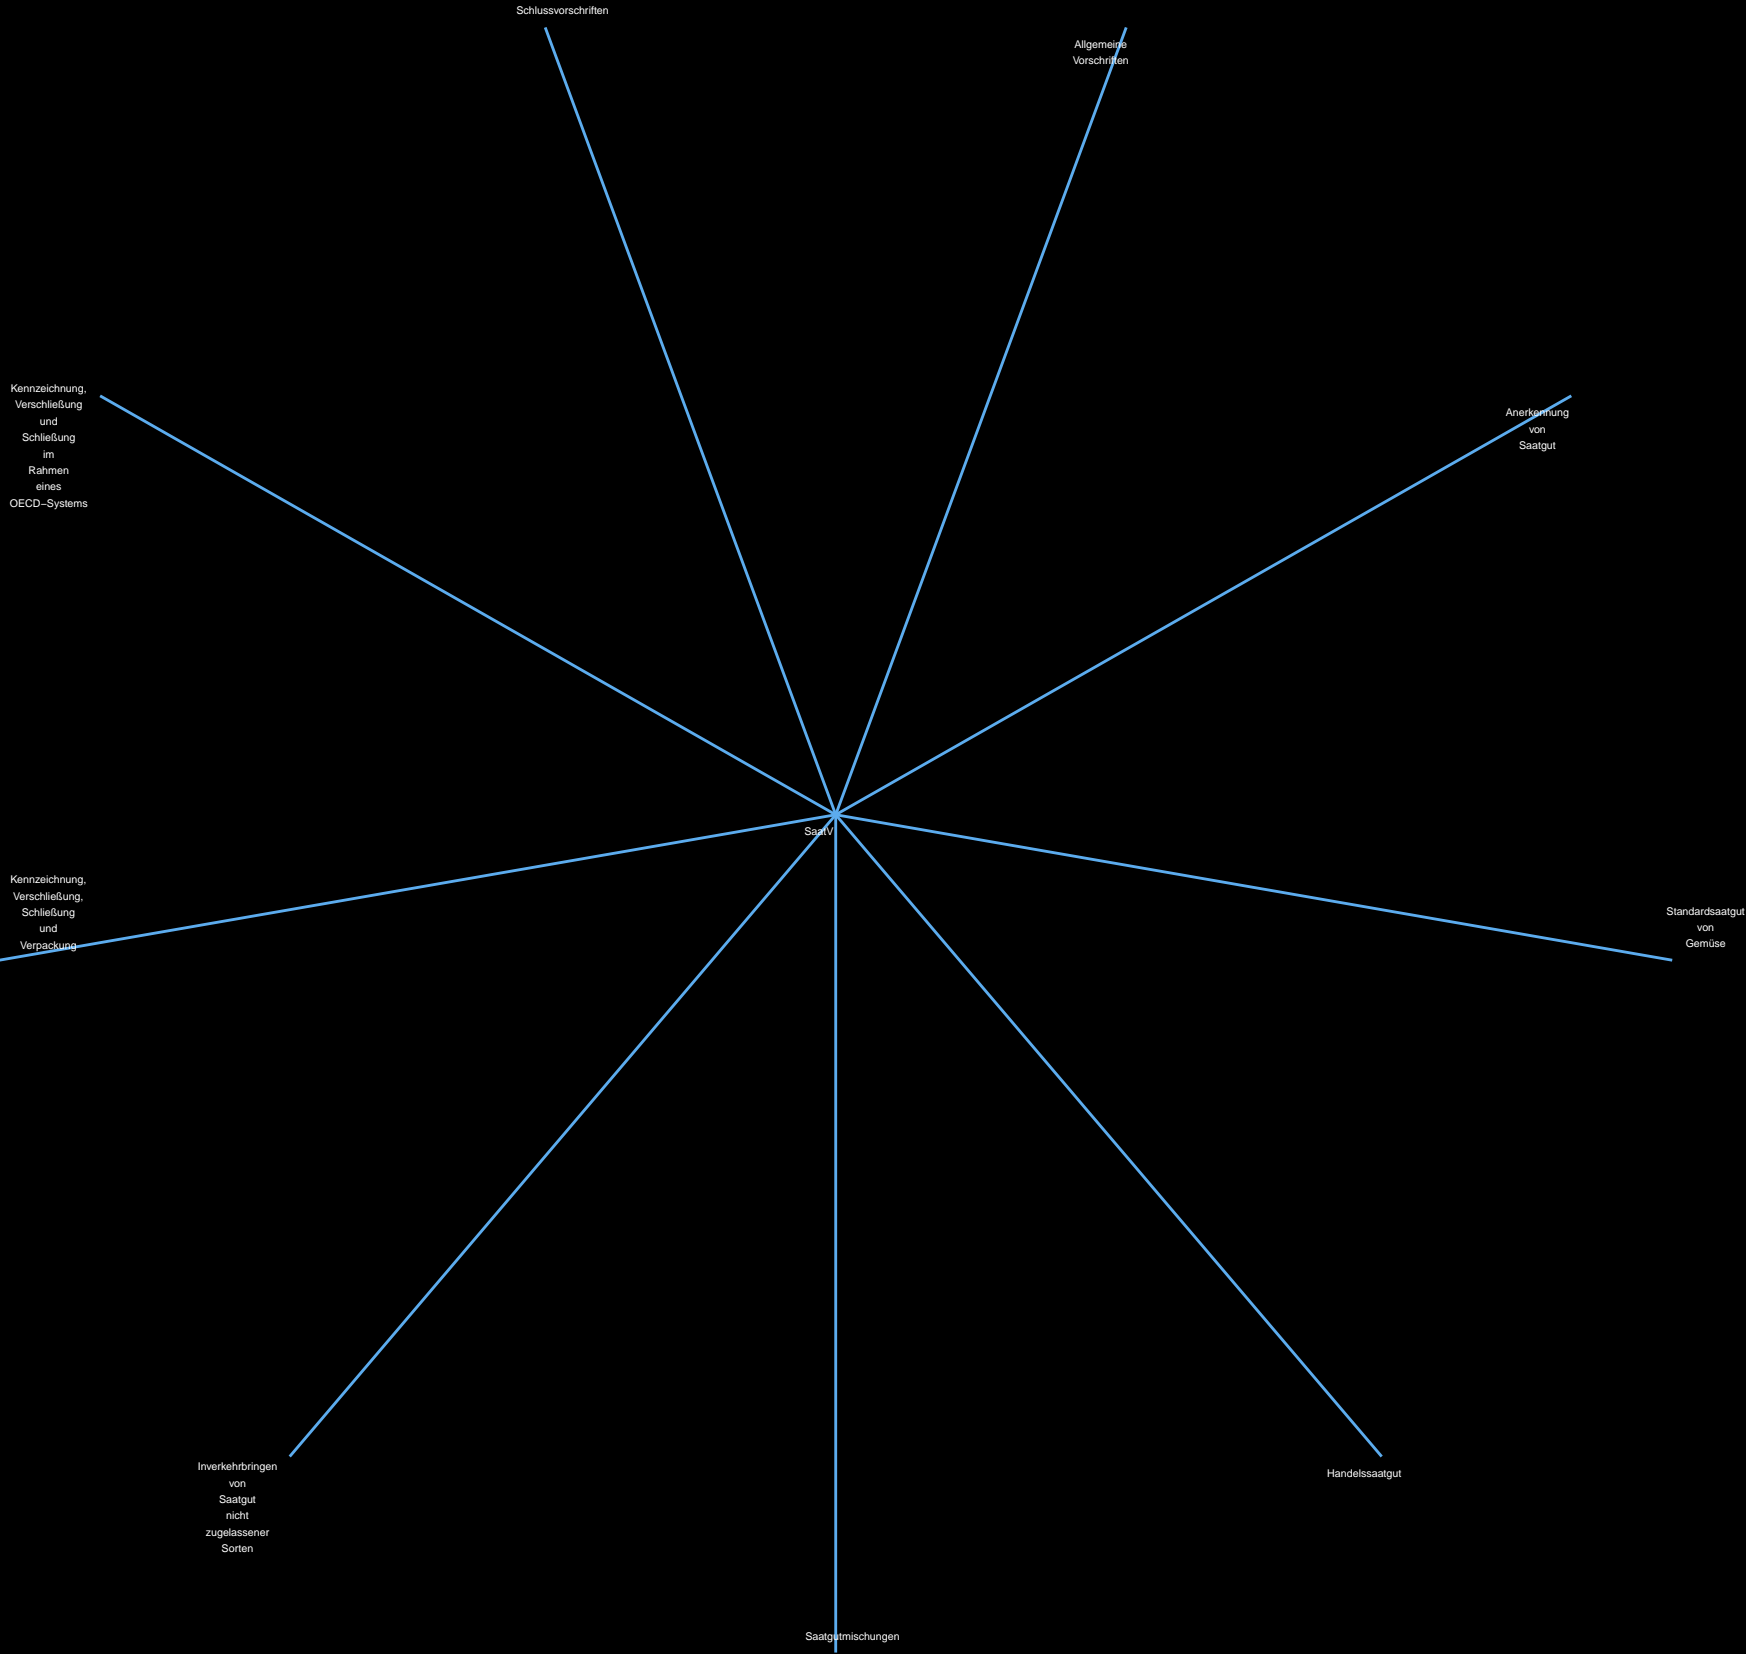 Schlussvorschriften
Allgemeine
Vorschriften
Kennzeichnung,
Verschließung
und
Schließung
im
Rahmen
eines
OECD−Systems
Anerkennung
von
Saatgut
SaatV
Kennzeichnung,
Verschließung,
Schließung
und
Verpackung
Standardsaatgut
von
Gemüse
Inverkehrbringen
von
Saatgut
nicht
zugelassener
Sorten
Handelssaatgut
Saatgutmischungen